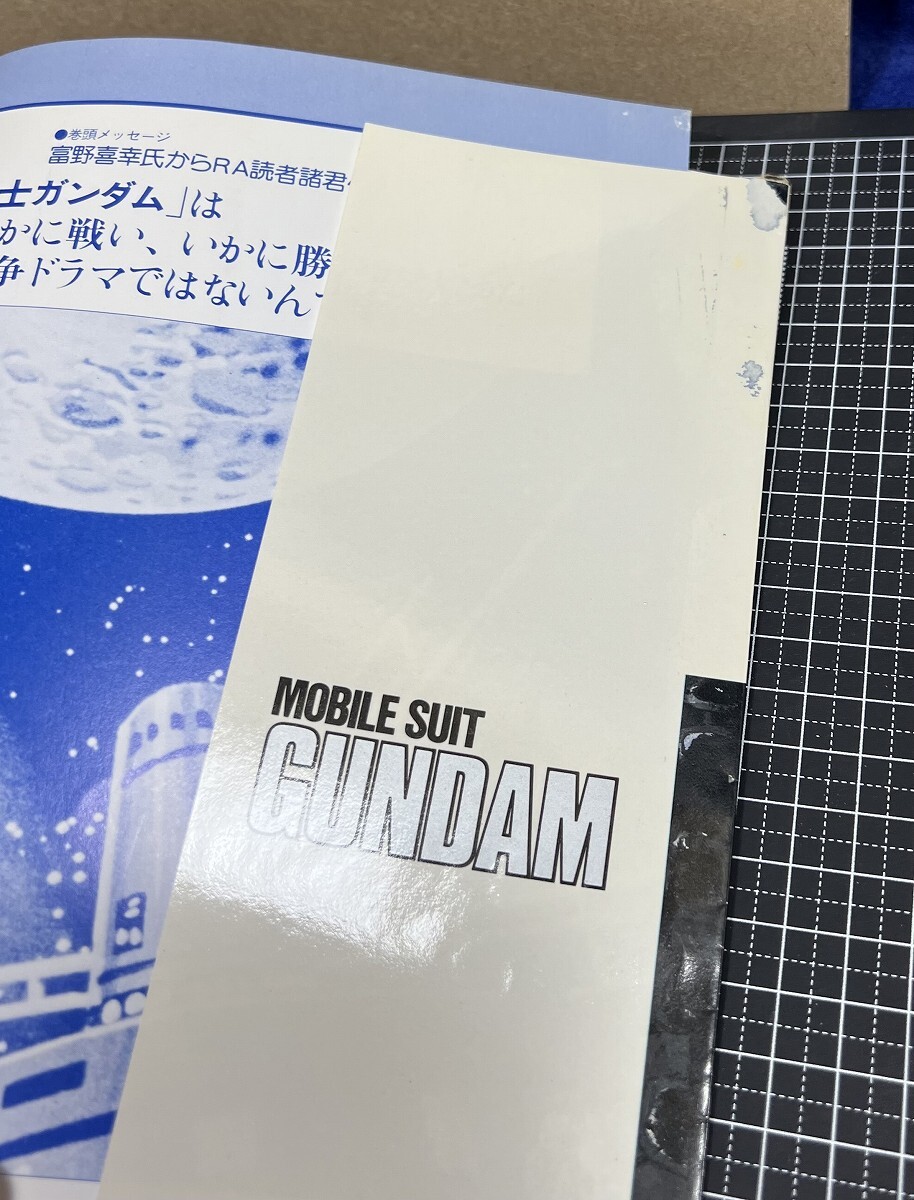 ●巻頭メッセージ
富野喜幸氏からRA読者諸君
士ガンダム」は
かに戦い、いかに勝
争ドラマではないん
MOBILE SUIT
GUNDAM